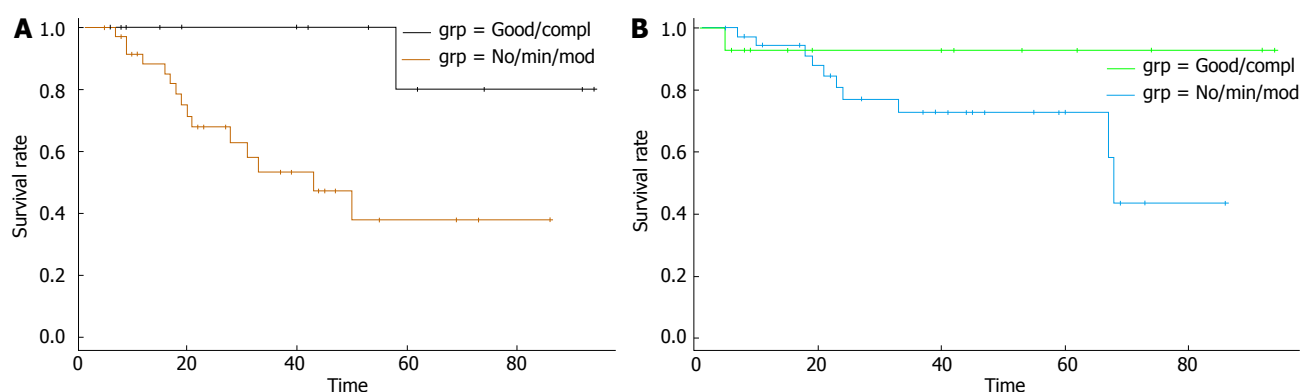 A
grp = Good/compl
grp = No/min/mod
1.0
0.8
0.6
0.4
0.2
0.0
Survival rate
0
20
40
60
80
Time
B
grp = Good/compl
grp = No/min/mod
1.0
0.8
0.6
0.4
0.2
0.0
Survival rate
0
20
40
60
80
Time